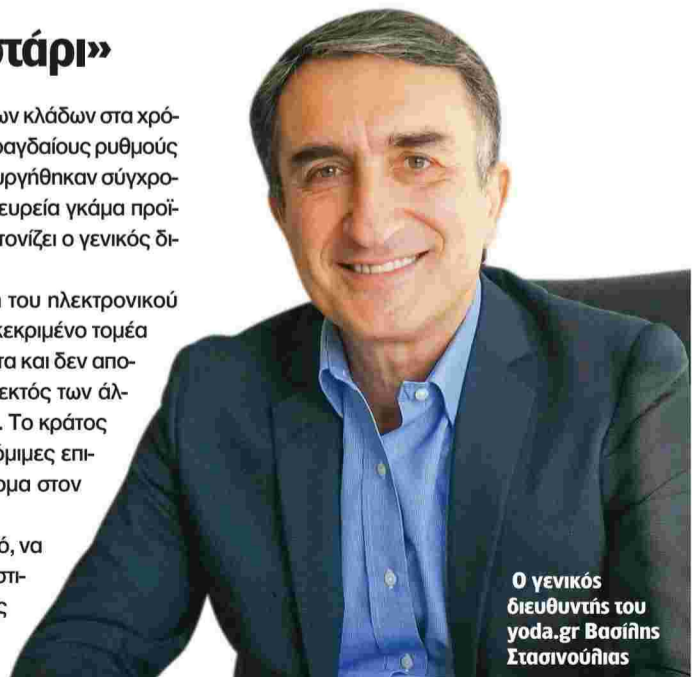 τάρι»
ων κλάδων στα χρό-
ραγδαίους ρυθμούς
υργήθηκαν σύγχρο-
ευρεία γκάμα προϊ-
τονίζει ο γενικός δι-
του ηλεκτρονικού
κεκριμένο τομέα
τα και δεν απο-
εκτός των άλ-
. Το κράτος
όμιμες επι-
ομα στον
ό, να
στι-
ς
Ο γενικός
διευθυντής του
yoda.gr Βασίλης
Στασινούλιας